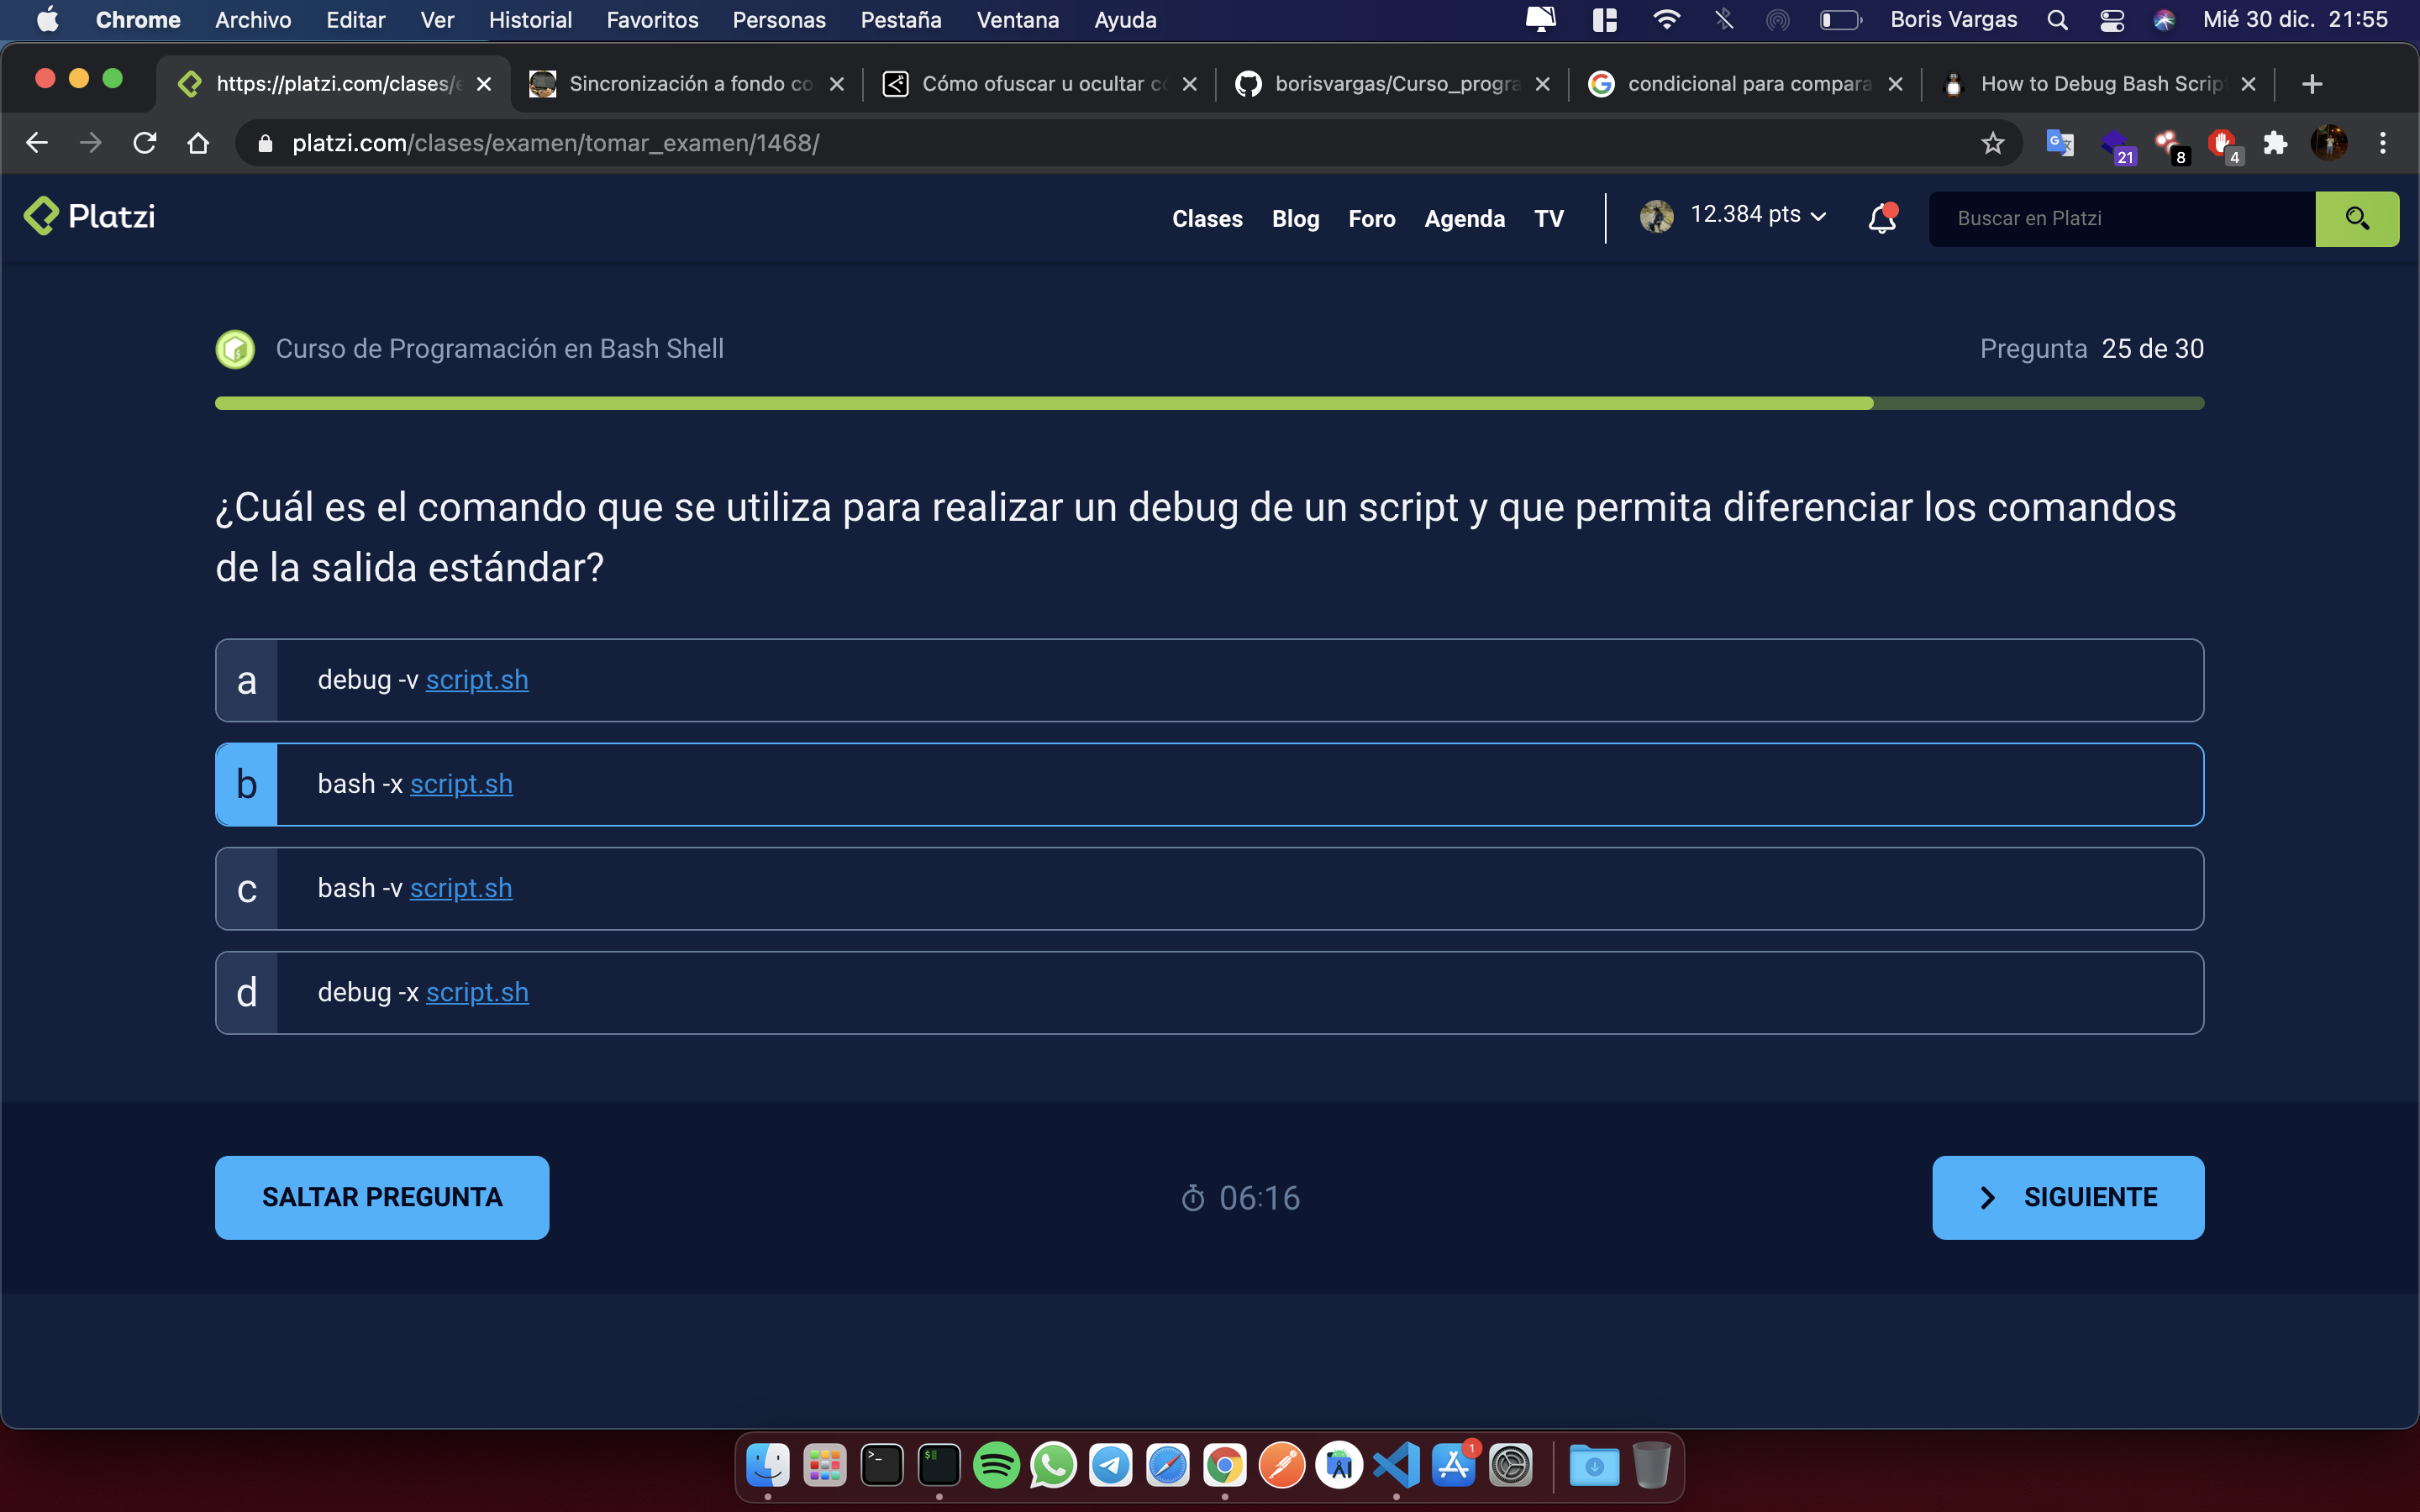 Chrome Archivo Editar Ver Historial Favoritos Personas Pestaña Ventana Ayuda Boris Vargas Mié 30 dic. 21:55
https://platzi.com/clases/e Sincronización a fondo co Cómo ofuscar u ocultar có borisvargas/Curso_progra condicional para compara How to Debug Bash Scrip
platzi.com/clases/examen/tomar_examen/1468/ 21 8 4
Platzi Clases Blog Foro Agenda TV 12.384 pts Buscar en Platzi
Curso de Programación en Bash Shell Pregunta 25 de 30
¿Cuál es el comando que se utiliza para realizar un debug de un script y que permita diferenciar los comandos
de la salida estándar?
a debug -v script.sh
b bash -x script.sh
c bash -v script.sh
d debug -x script.sh
SALTAR PREGUNTA 06:16 SIGUIENTE
1